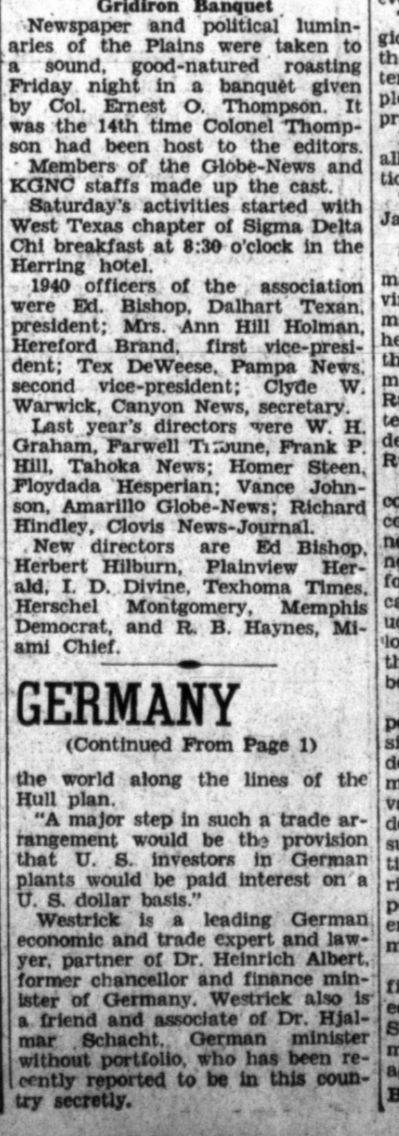 Gridiron Banquet
Newspaper and political lumin-
aries of the Plains were taken to
a sound, good-natured roasting
Friday night in a banquet given
by Col. Ernest O. Thompson. It
was the 14th time Colonel Thomp-
son had been host to the editors.
Members of the Globe-News and
KGNC staffs made up the cast.
Saturday's activities started with
West Texas chapter of Sigma Delta
Chi breakfast at 8:30 o'clock in the
Herring hotel.
1940 officers of the association
were Ed. Bishop, Dalhart Texan,
president; Mrs. Ann Hill Holman,
Hereford Brand, first vice-presi-
dent; Tex DeWeese, Pampa News,
second vice-president; Clyde W.
Warwick, Canyon News, secretary.
Last year's directors were W. H.
Graham, Farwell Tribune, Frank P.
Hill, Tahoka News; Homer Steen,
Floydada Hesperian; Vance John-
son, Amarillo Globe-News; Richard
Hindley, Clovis News-Journal.
New directors are Ed Bishop,
Herbert Hilburn, Plainview Her-
ald, I. D. Divine, Texhoma Times,
Herschel Montgomery, Memphis
Democrat, and R. B. Haynes, Mi-
ami Chief.
GERMANY
(Continued From Page 1)
the world along the lines of the
Hull plan.
"A major step in such a trade ar-
rangement would be the provision
that U. S. investors in German
plants would be paid interest on a
U. S. dollar basis."
Westrick is a leading German
economic and trade expert and law-
yer, partner of Dr. Heinrich Albert,
former chancellor and finance min-
ister of Germany. Westrick also is
a friend and associate of Dr. Hjal-
mar Schacht, German minister
without portfolio, who has been re-
cently reported to be in this coun-
try secretly.